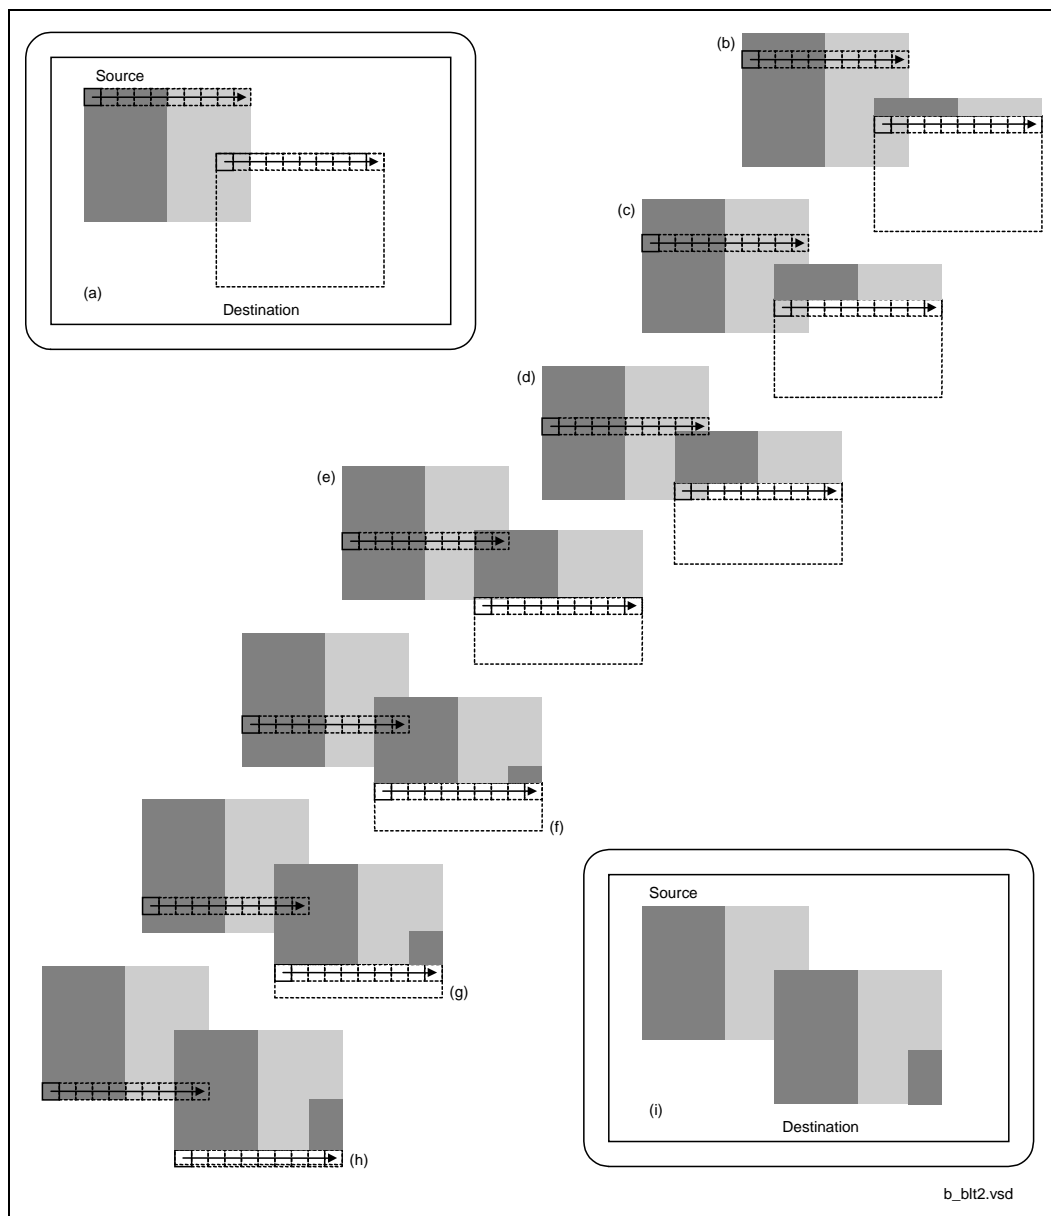 (b)
Source
(c)
(a)
Destination
(d)
(e)
(f)
Source
(g)
(i)
Destination
(h)
b_blt2.vsd